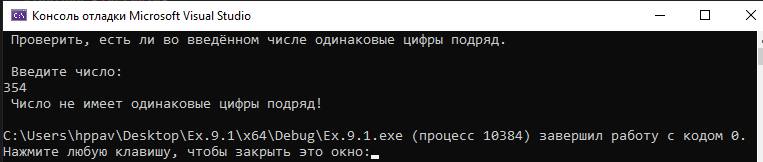 Консоль отладки Microsoft Visual Studio
Проверить, есть ли во введённом числе одинаковые цифры подряд.
Введите число:
354
Число не имеет одинаковые цифры подряд!
C:\Users\hppav\Desktop\Ex.9.1\x64\Debug\Ex.9.1.exe (процесс 10384) завершил работу с кодом 0.
Нажмите любую клавишу, чтобы закрыть это окно: